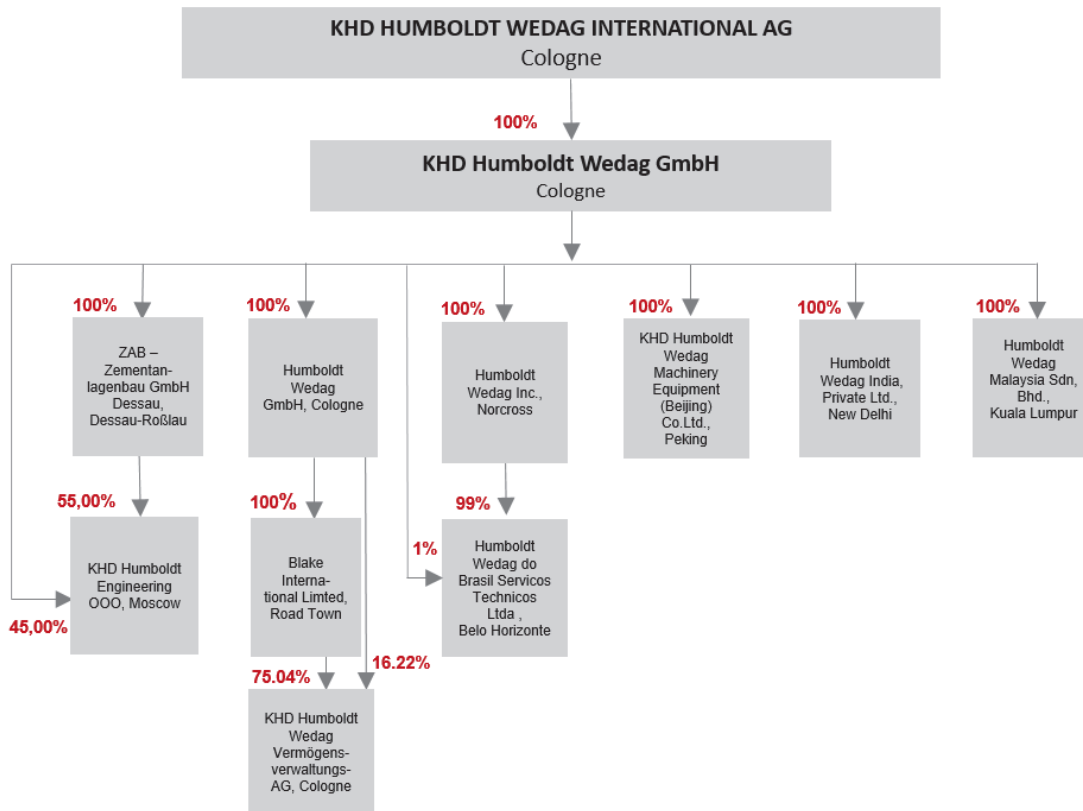 KHD HUMBOLDT WEDAG INTERNATIONAL AG
Cologne
100%
KHD Humboldt Wedag GmbH
Cologne
100%
100%
100%
100%
100%
100%
ZAB –
Zementan-
lagenbau GmbH
Dessau,
Dessau-Roßlau
Humboldt
Wedag
GmbH, Cologne
Humboldt
Wedag Inc.,
Norcross
KHD Humboldt
Wedag
Machinery
Equipment
(Beijing)
Co.Ltd.,
Peking
Humboldt
Wedag India,
Private Ltd.,
New Delhi
Humboldt
Wedag
Malaysia Sdn,
Bhd.,
Kuala Lumpur
55,00%
100%
99%
KHD Humboldt
Engineering
OOO, Moscow
45,00%
Blake
Interna-
tional Limted,
Road Town
1%
Humboldt
Wedag do
Brasil Servicos
Technicos
Ltda ,
Belo Horizonte
75.04%
16.22%
KHD Humboldt
Wedag
Vermögens-
verwaltungs-
AG, Cologne